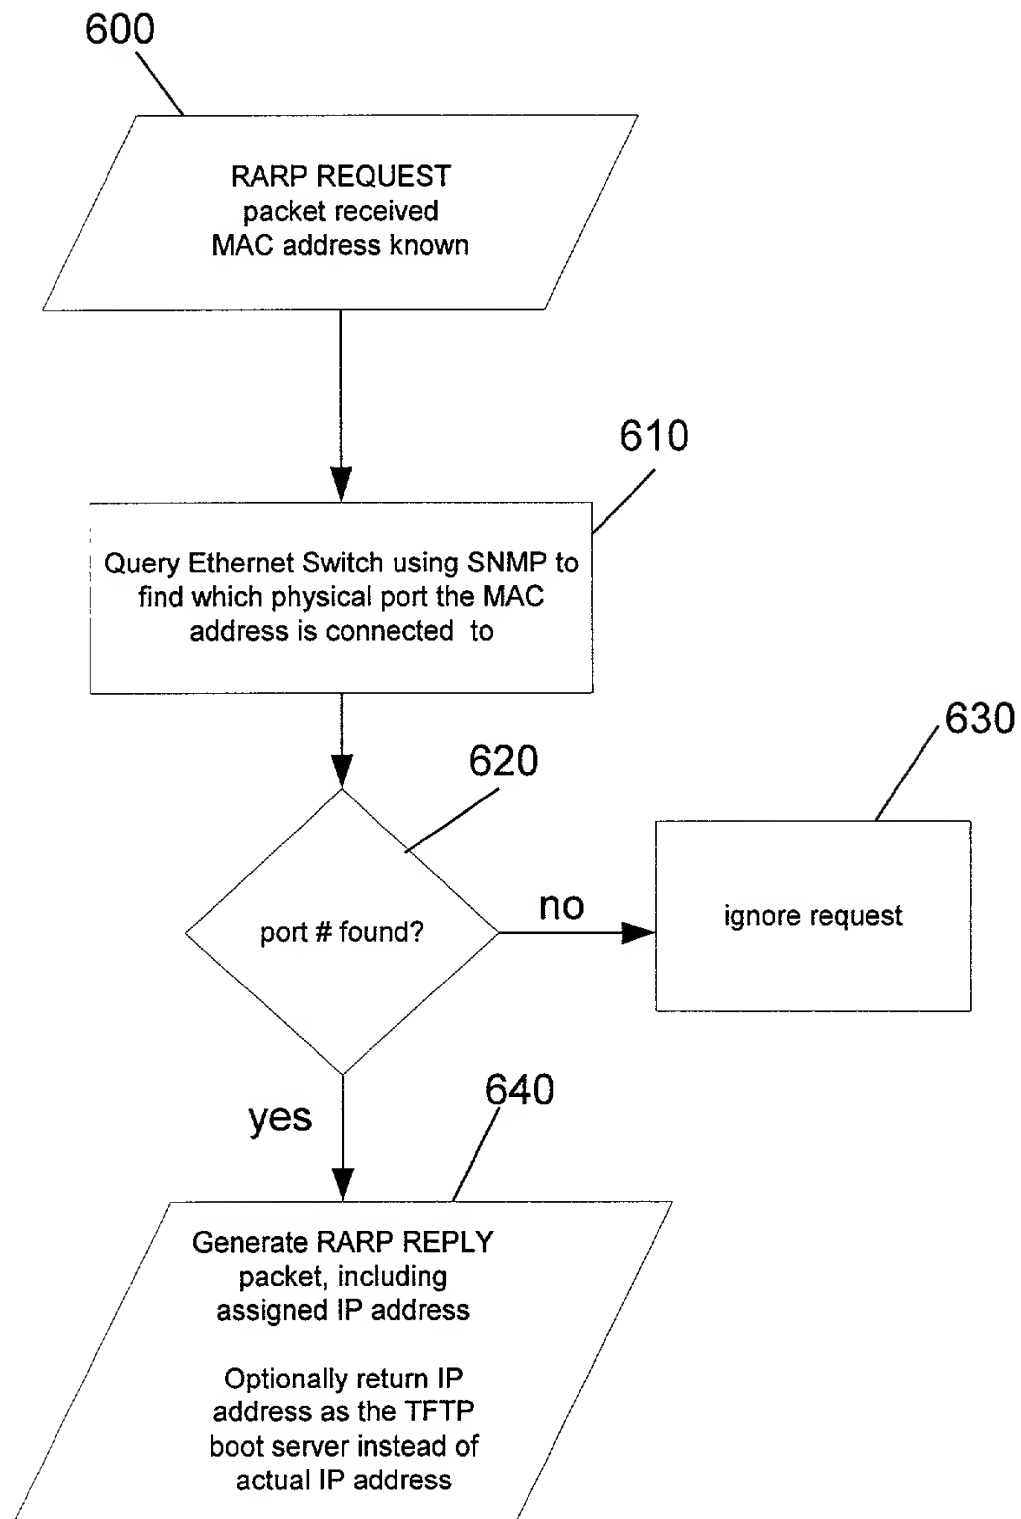 600
RARP REQUEST
packet received
MAC address known
610
Query Ethernet Switch using SNMP to
find which physical port the MAC
address is connected to
620
630
port # found?
no
ignore request
yes
640
Generate RARP REPLY
packet, including
assigned IP address
Optionally return IP
address as the TFTP
boot server instead of
actual IP address